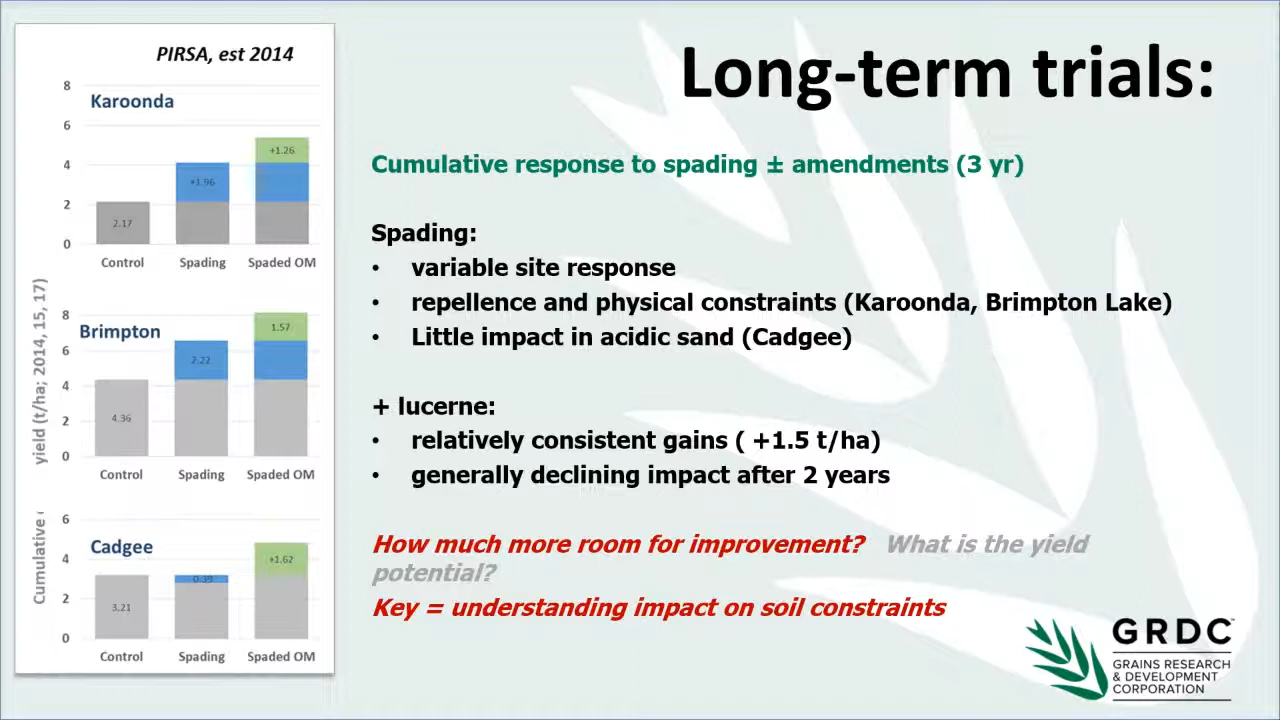 PIRSA, est 2014
Long-term trials:
8
Karoonda
6
4
2
0
+1.26
+1.96
2.17
Control Spading Spaded OM
yield (t/ha; 2014, 15, 17)
8
Brimpton
6
4
2
0
1.57
2.22
4.36
Control Spading Spaded OM
Cumulative
6
Cadgee
4
2
0
+1.62
0.39
3.21
Control Spading Spaded OM
Cumulative response to spading ± amendments (3 yr)
Spading:
• variable site response
• repellence and physical constraints (Karoonda, Brimpton Lake)
• Little impact in acidic sand (Cadgee)
+ lucerne:
• relatively consistent gains ( +1.5 t/ha)
• generally declining impact after 2 years
How much more room for improvement? What is the yield
potential?
Key = understanding impact on soil constraints
GRDC™
GRAINS RESEARCH
& DEVELOPMENT
CORPORATION